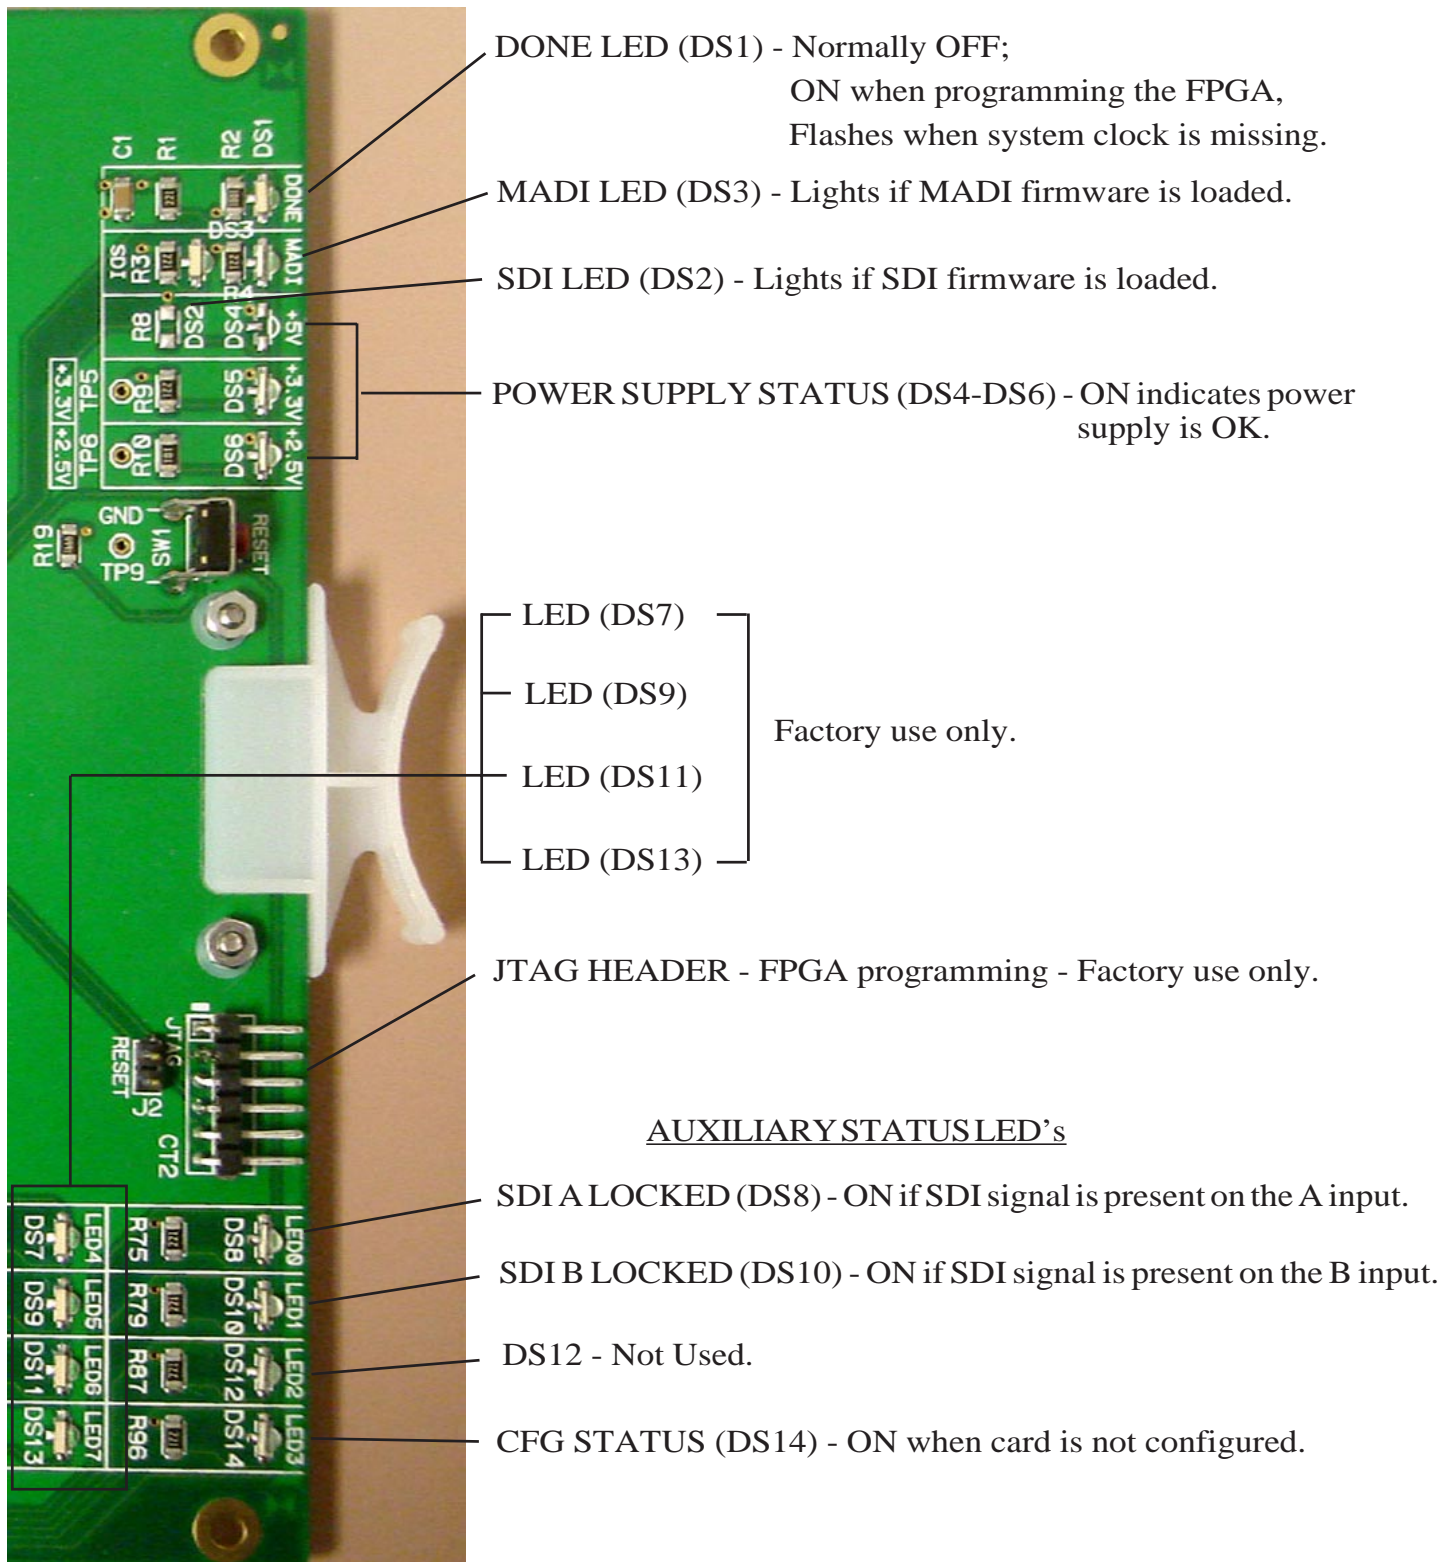 DONE LED (DS1) - Normally OFF;
ON when programming the FPGA,
Flashes when system clock is missing.
MADI LED (DS3) - Lights if MADI firmware is loaded.
SDI LED (DS2) - Lights if SDI firmware is loaded.
POWER SUPPLY STATUS (DS4-DS6) - ON indicates power
supply is OK.
LED (DS7)
LED (DS9)
LED (DS11)
LED (DS13)
Factory use only.
JTAG HEADER - FPGA programming - Factory use only.
AUXILIARY STATUS LED's
SDI A LOCKED (DS8) - ON if SDI signal is present on the A input.
SDI B LOCKED (DS10) - ON if SDI signal is present on the B input.
DS12 - Not Used.
CFG STATUS (DS14) - ON when card is not configured.
C1
R1
R2
DS1
DONE
SDI
R3
DS3
R4
MADI
R8
DS2
DS4
+5V
+3.3V
TP5
R9
DS5
+3.3V
+2.5V
TP6
R10
DS6
+2.5V
R19
GND
TP9
SW1
RESET
RESET
JTAG
J2
CT2
DS7
LED4
R75
DS8
LED0
DS9
LED5
R79
DS10
LED1
DS11
LED6
R87
DS12
LED2
DS13
LED7
R96
DS14
LED3